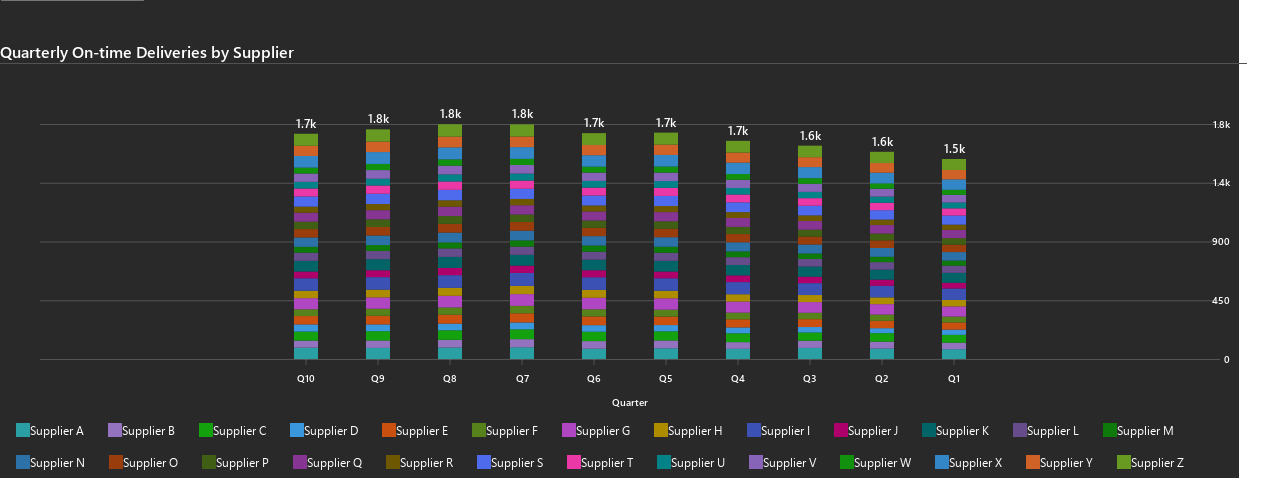 Quarterly On-time Deliveries by Supplier
1.7k 1.8k 1.8k 1.8k 1.7k 1.7k 1.7k 1.6k 1.6k 1.5k
1.8k
1.4k
900
450
0
Q10 Q9 Q8 Q7 Q6 Q5 Q4 Q3 Q2 Q1
Quarter
Supplier A Supplier B Supplier C Supplier D Supplier E Supplier F Supplier G Supplier H Supplier I Supplier J Supplier K Supplier L Supplier M
Supplier N Supplier O Supplier P Supplier Q Supplier R Supplier S Supplier T Supplier U Supplier V Supplier W Supplier X Supplier Y Supplier Z